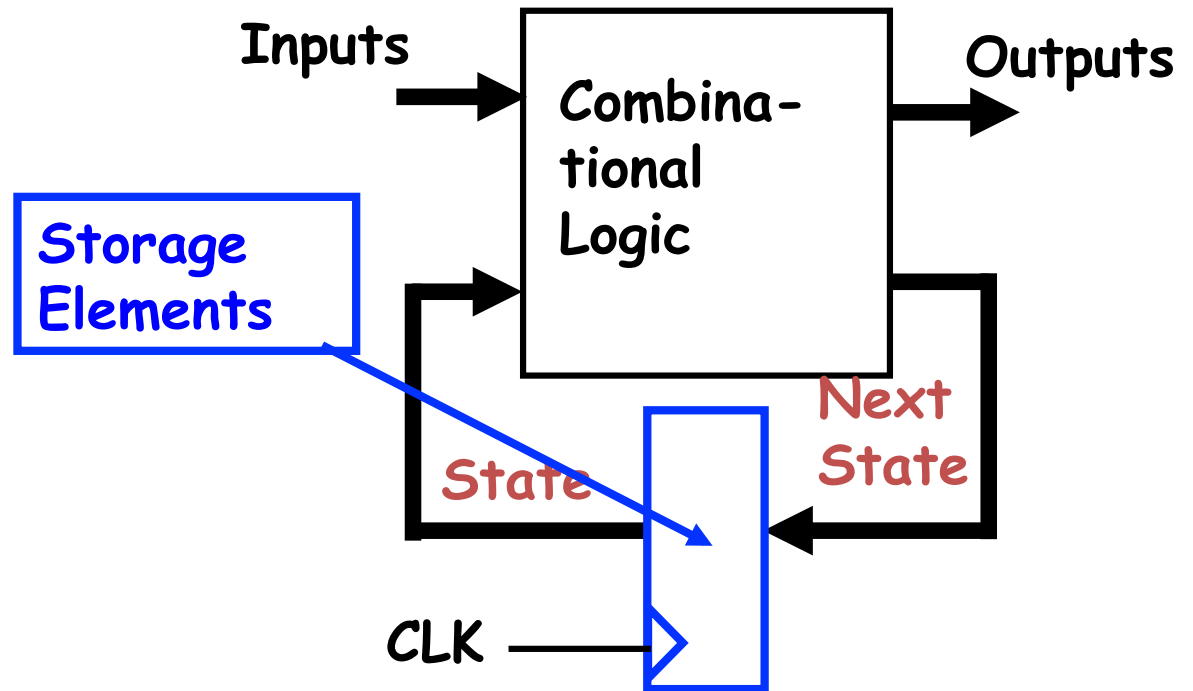 Inputs
Outputs
Combina-
tional
Logic
Storage
Elements
Next
State
State
CLK